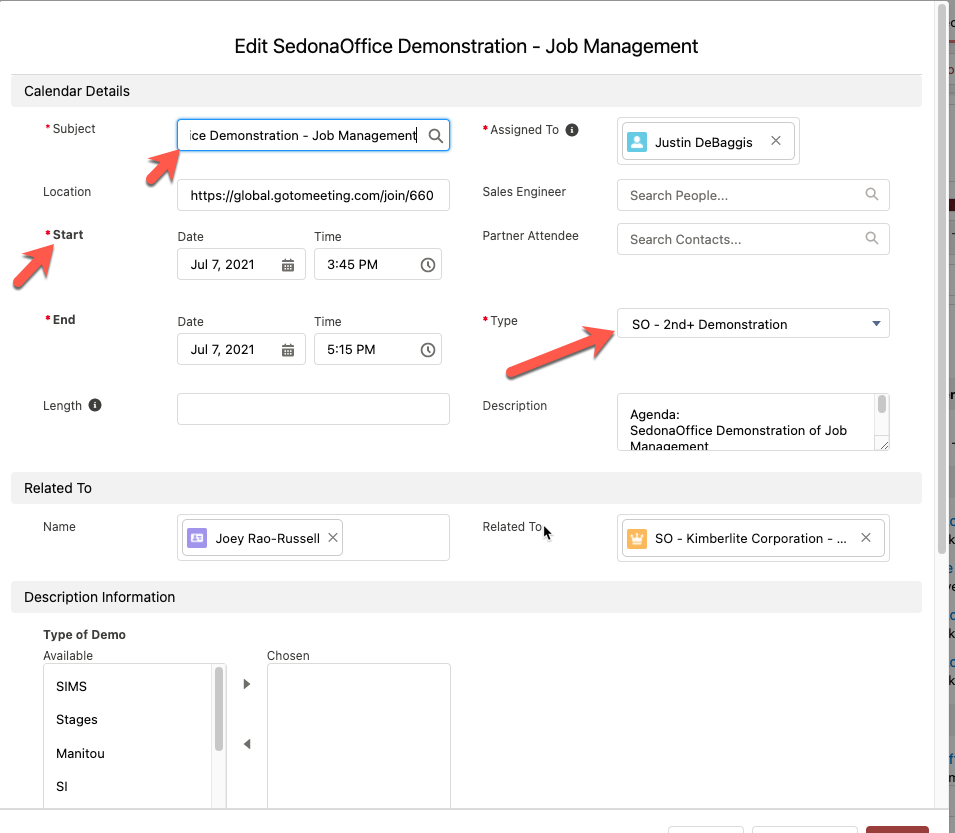 Edit SedonaOffice Demonstration - Job Management
Calendar Details
* Subject
ice Demonstration - Job Management
* Assigned To
Justin DeBaggis
Location
https://global.gotomeeting.com/join/660
Sales Engineer
Search People...
* Start
Date
Time
Jul 7, 2021
3:45 PM
Partner Attendee
Search Contacts...
* End
Date
Time
Jul 7, 2021
5:15 PM
* Type
SO - 2nd+ Demonstration
Length
Description
Agenda:
SedonaOffice Demonstration of Job
Management
Related To
Name
Joey Rao-Russell
Related To
SO - Kimberlite Corporation - ...
Description Information
Type of Demo
Available
Chosen
SIMS
Stages
Manitou
SI